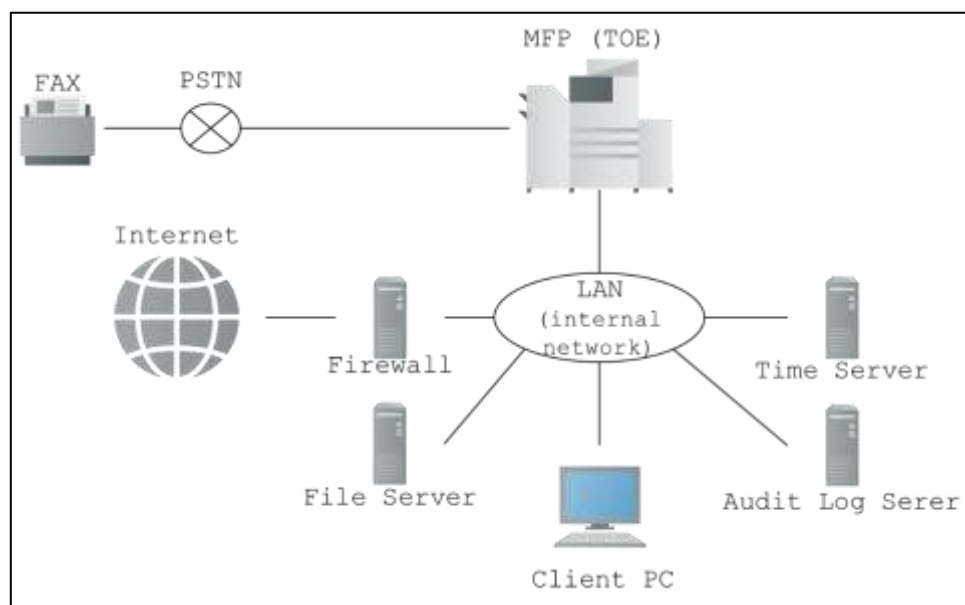 MFP (TOE)
FAX
PSTN
Internet
LAN
(internal
network)
Firewall
Time Server
File Server
Audit Log Serer
Client PC